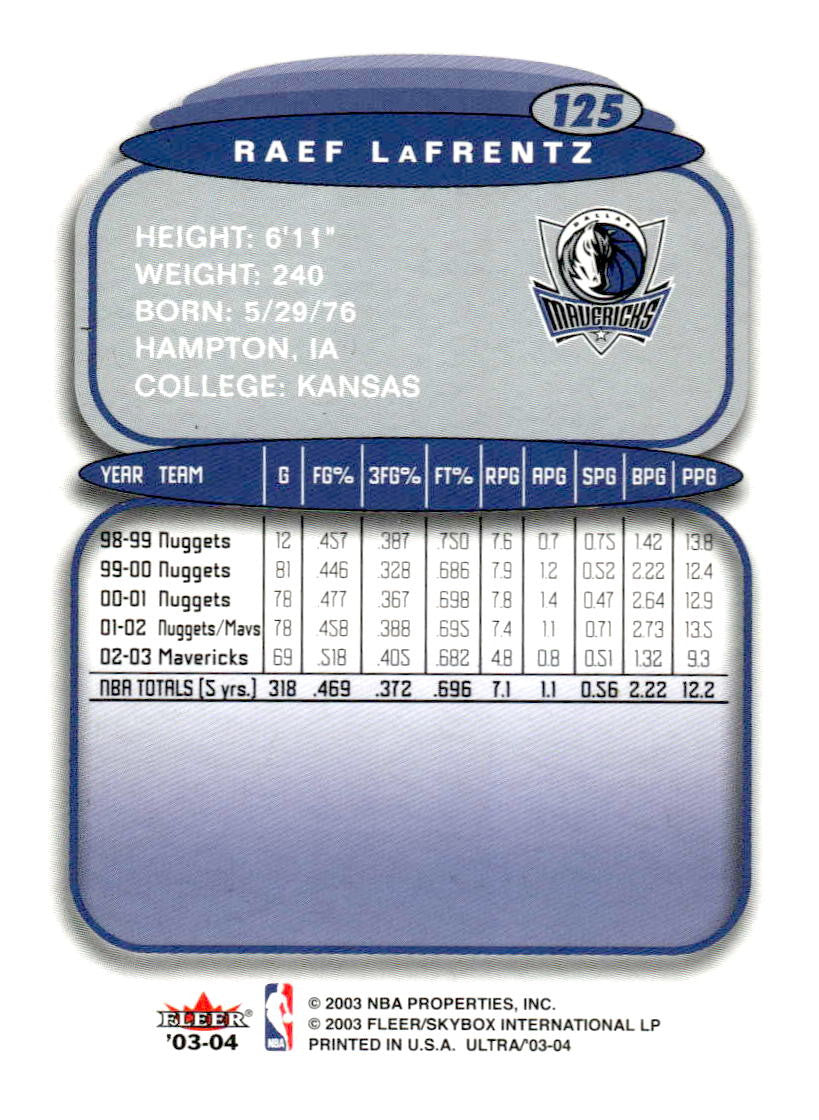 125
RAEF LAFRENTZ
HEIGHT: 6'11"
WEIGHT: 240
BORN: 5/29/76
HAMPTON, IA
COLLEGE: KANSAS
DALLAS
MAVERICKS
YEAR TEAM G FG% 3FG% FT% RPG APG SPG BPG PPG
98-99 Nuggets 12 .457 .387 .750 7.6 0.7 0.75 1.42 13.8
99-00 Nuggets 81 .446 .328 .686 7.9 1.2 0.52 2.22 12.4
00-01 Nuggets 78 .477 .367 .698 7.8 1.4 0.47 2.64 12.9
01-02 Nuggets/Mavs 78 .458 .388 .695 7.4 1.1 0.71 2.73 13.5
02-03 Mavericks 69 .518 .405 .682 4.8 0.8 0.51 1.32 9.3
NBA TOTALS (5 yrs.) 318 .469 .372 .696 7.1 1.1 0.56 2.22 12.2
FLEER®
'03-04
NBA
© 2003 NBA PROPERTIES, INC.
© 2003 FLEER/SKYBOX INTERNATIONAL LP
PRINTED IN U.S.A. ULTRA/'03-04